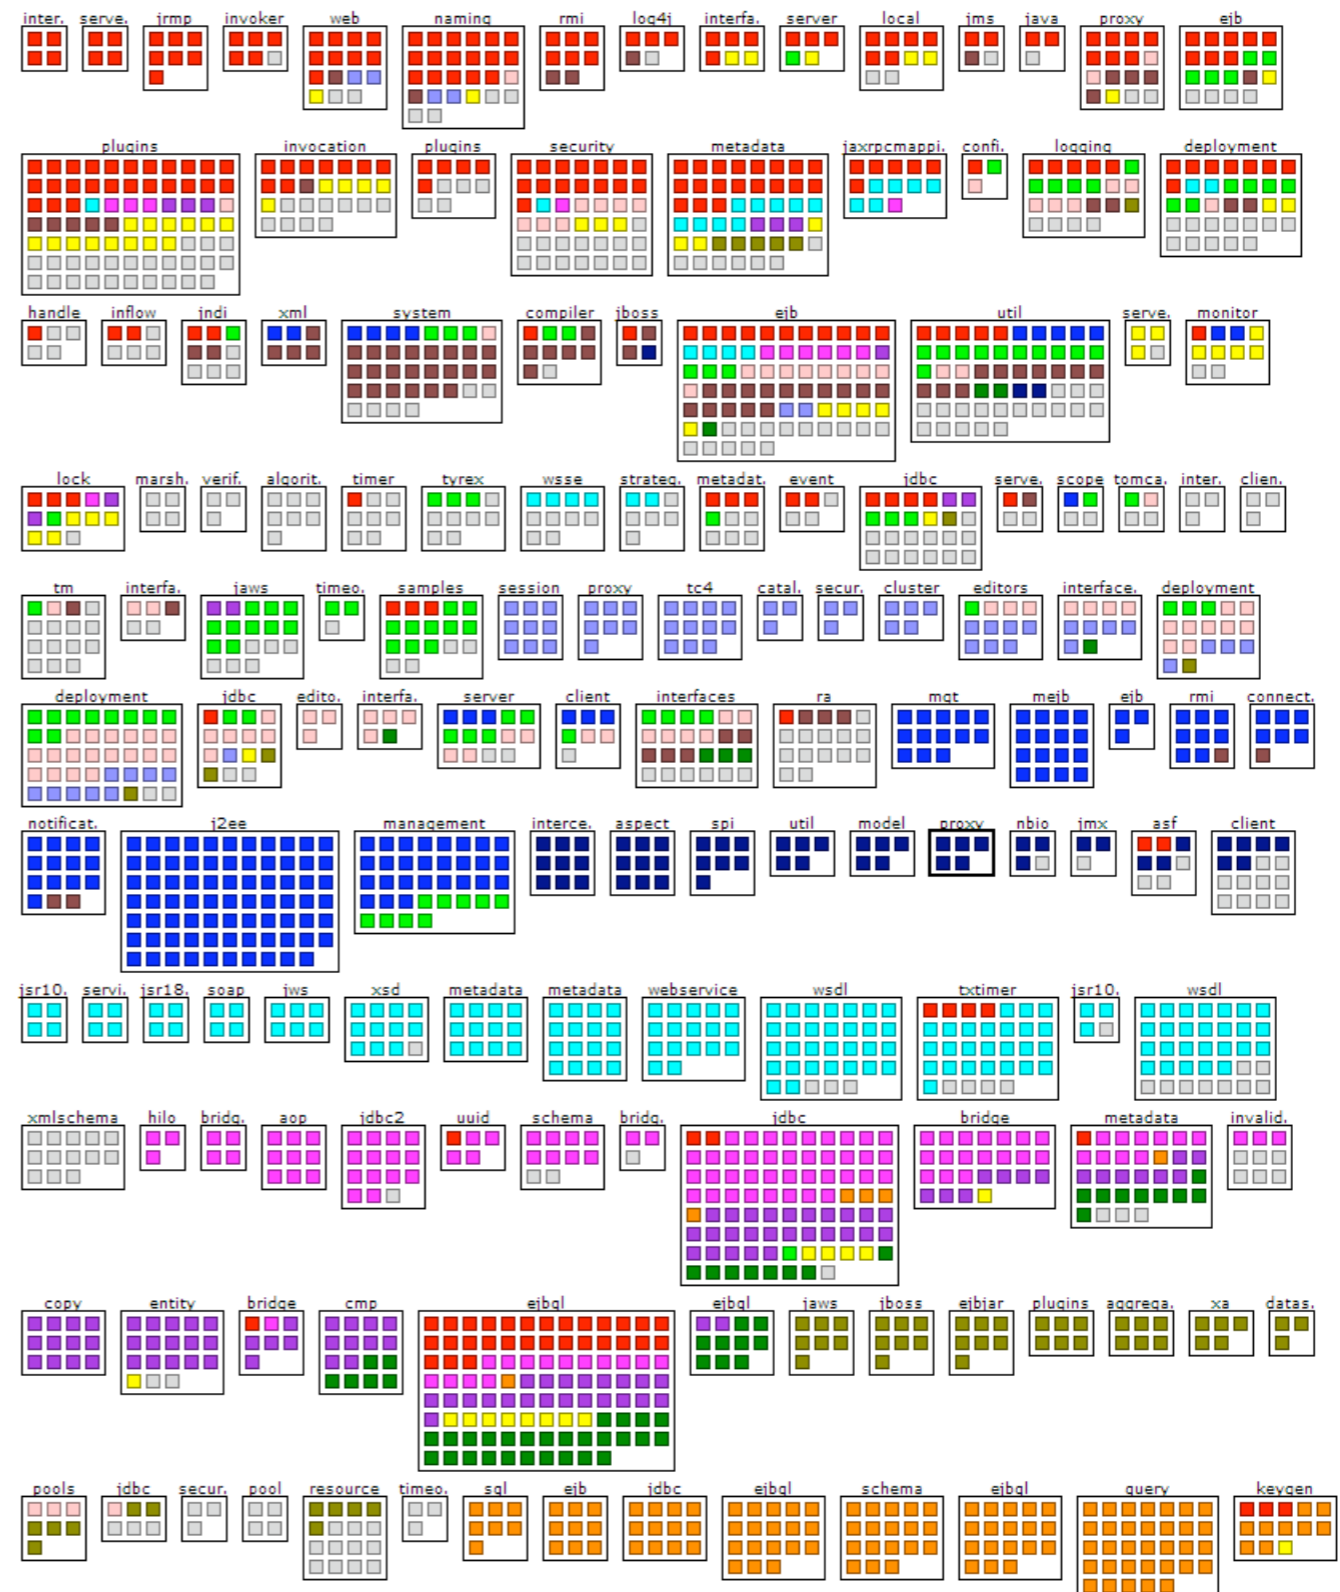 inter. serve. jrmp invoker web naming rmi log4j interfa. server local jms java proxy ejb
plugins invocation plugins security metadata jaxrpcmappi. confi. logging deployment
handle inflow jndi xml system compiler jboss ejb util serve. monitor
lock marsh. verif. algorit. timer tyrex wsse strateg. metadat. event jdbc serve. scope tomca. inter. clien.
tm interfa. jaws timeo. samples session proxy tc4 catal. secur. cluster editors interface. deployment
deployment jdbc edito. interfa. server client interfaces ra mgt mejb ejb rmi connect.
notificat. j2ee management interce. aspect spi util model proxy nbio jmx asf client
jsr10. servi. jsr18. soap jws xsd metadata metadata webservice wsdl txtimer jsr10. wsdl
xmlschema hilo bridg. aop jdbc2 uuid schema bridg. jdbc bridge metadata invalid.
copy entity bridge cmp ejbql ejbql jaws jboss ejbjar plugins aggrega. xa datas.
pools jdbc secur. pool resource timeo. sql ejb jdbc ejbql schema ejbql query keygen